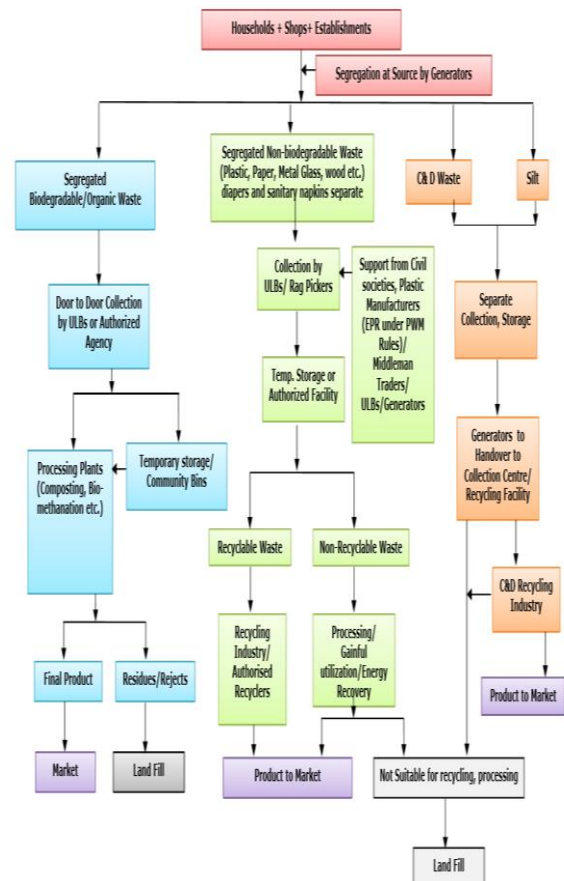 Households + Shops+ Establishments
Segregation at Source by Generators
Segregated
Biodegradable/Organic Waste
Segregated Non-biodegradable Waste
(Plastic, Paper, Metal Glass, wood etc.)
diapers and sanitary napkins separate
C& D Waste
Silt
Door to Door Collection
by ULBs or Authorized
Agency
Collection by
ULBs/ Rag Pickers
Support from Civil
societies, Plastic
Manufacturers
(EPR under PWM
Rules)/
Middleman
Traders/
ULBs/Generators
Separate
Collection, Storage
Temp. Storage or
Authorized Facility
Processing Plants
(Composting, Bio-
methanation etc.)
Temporary storage/
Community Bins
Generators to
Handover to
Collection Centre/
Recycling Facility
Recyclable Waste
Non-Recyclable Waste
C&D Recycling
Industry
Final Product
Residues/Rejects
Recycling
Industry/
Authorised
Recyclers
Processing/
Gainful
utilization/Energy
Recovery
Product to Market
Market
Land Fill
Product to Market
Not Suitable for recycling, processing
Land Fill